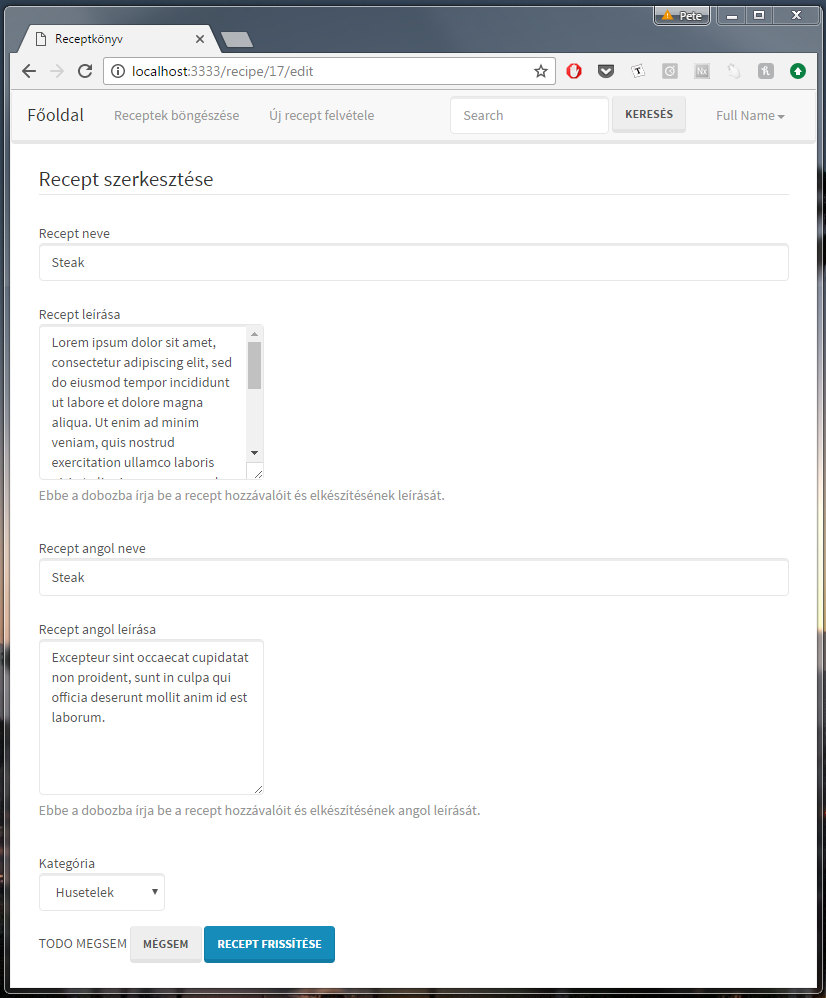 Pete
Receptkönyv
localhost:3333/recipe/17/edit
Főoldal Receptek böngészése Új recept felvétele Search KERESÉS Full Name
Recept szerkesztése
Recept neve
Steak
Recept leírása
Lorem ipsum dolor sit amet,
consectetur adipiscing elit, sed
do eiusmod tempor incididunt
ut labore et dolore magna
aliqua. Ut enim ad minim
veniam, quis nostrud
exercitation ullamco laboris
Ebbe a dobozba írja be a recept hozzávalóit és elkészítésének leírását.
Recept angol neve
Steak
Recept angol leírása
Excepteur sint occaecat cupidatat
non proident, sunt in culpa qui
officia deserunt mollit anim id est
laborum.
Ebbe a dobozba írja be a recept hozzávalóit és elkészítésének angol leírását.
Kategória
Husetelek
TODO MEGSEM MÉGSEM RECEPT FRISSÍTÉSE